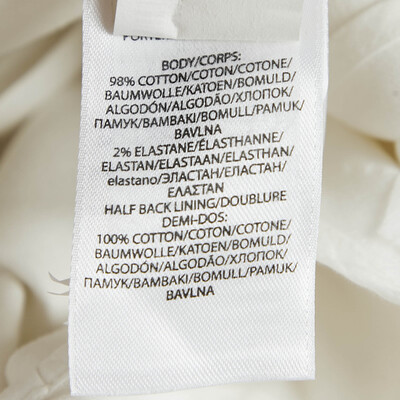 BODY/CORPS:
98% COTTON/COTON/COTONE/
BAUMWOLLE/KATOEN/BOMULD/
ALGODÓN/ALGODÃO/ХЛОПОК/
ПАМУК/BAMBAKI/BOMULL/PAMUK/
BAVLNA
2% ELASTANE/ÉLASTHANNE/
ELASTAN/ELASTAAN/ELASTHAN/
elastano/ЭЛАСТАН/ЕЛАСТАН/
ΕΛΑΣΤΑΝ
HALF BACK LINING/DOUBLURE
DEMI-DOS:
100% COTTON/COTON/COTONE/
BAUMWOLLE/KATOEN/BOMULD/
ALGODÓN/ALGODÃO/ХЛОПОК/
ПАМУК/BAMBAKI/BOMULL/PAMUK/
BAVLNA